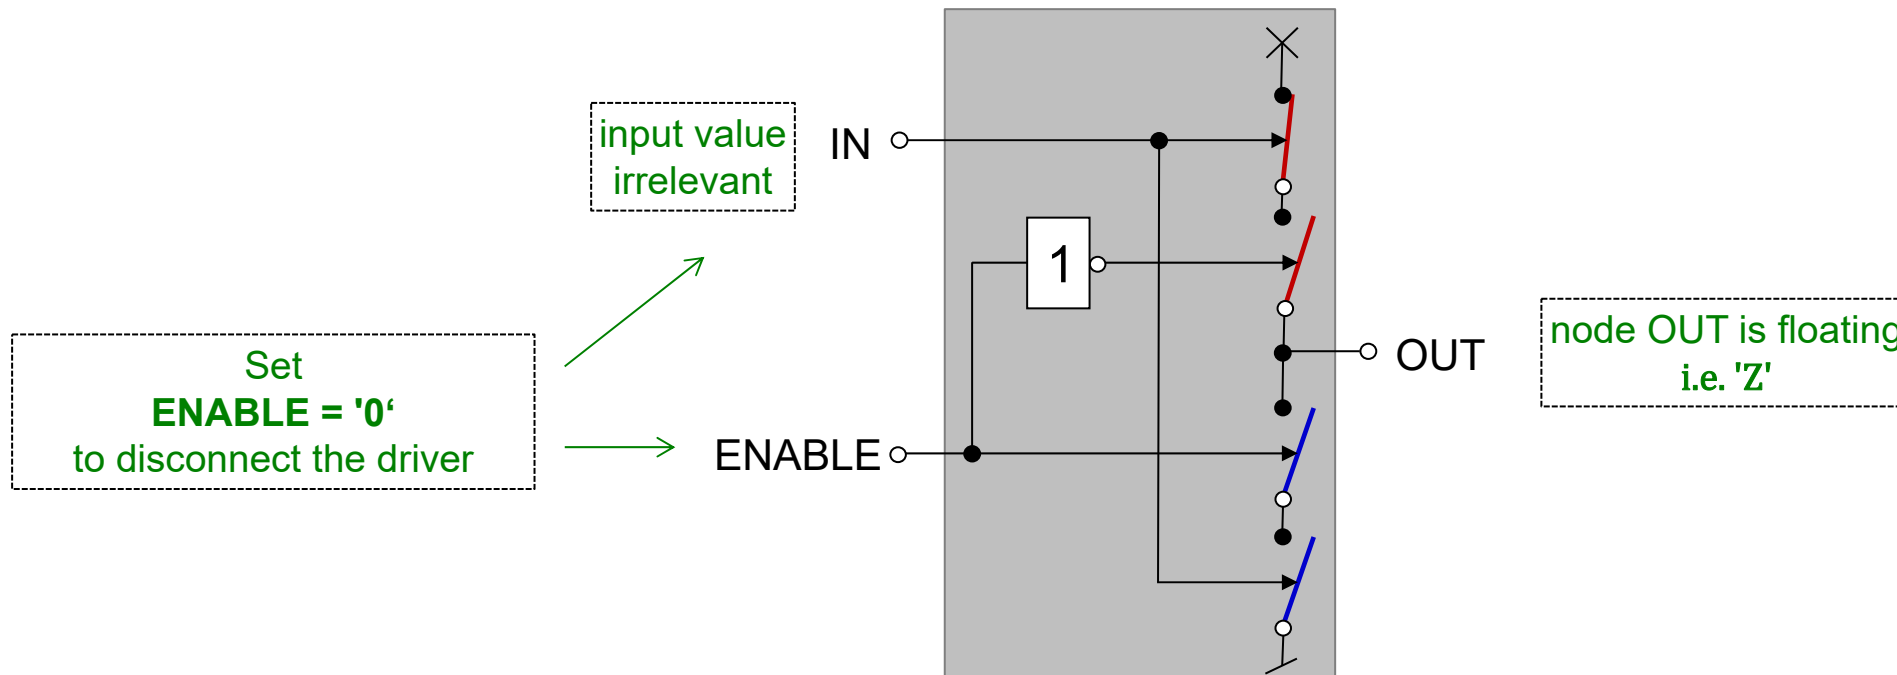 input value
irrelevant
IN
1
Set
ENABLE = '0‘
to disconnect the driver
ENABLE
OUT
node OUT is floating
i.e. 'Z'